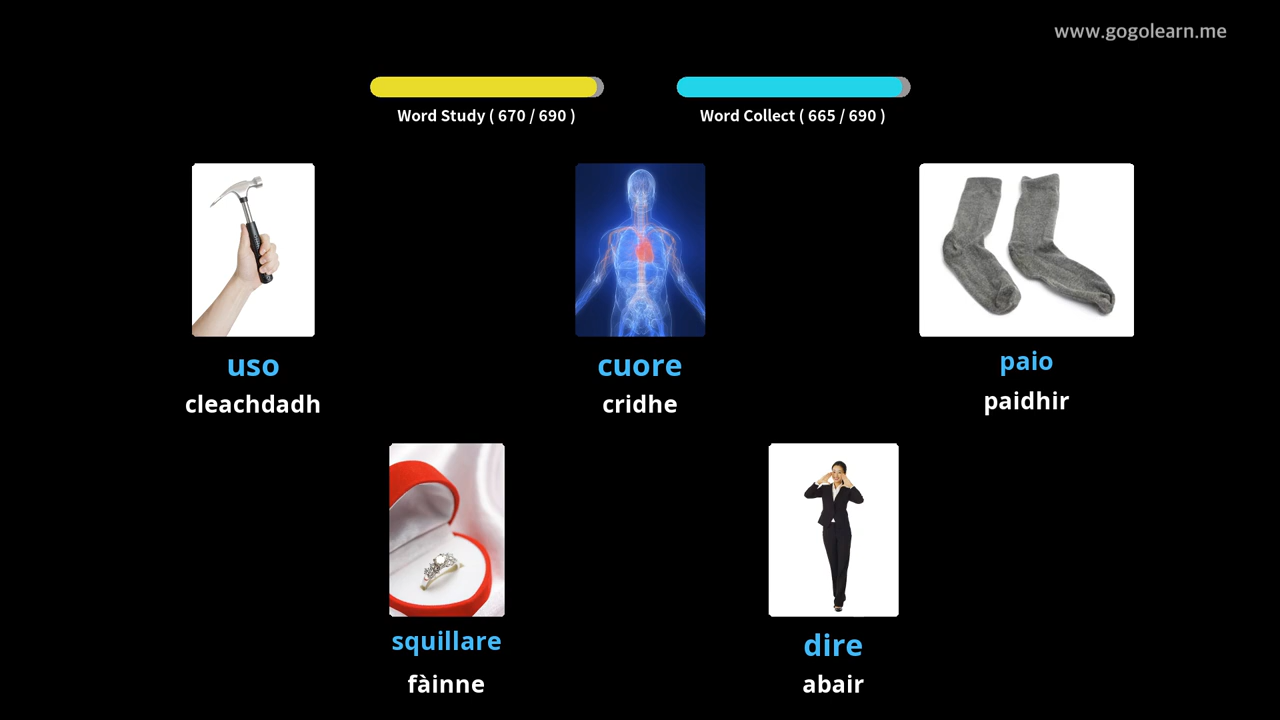 www.gogolearn.me
Word Study ( 670 / 690 )
Word Collect ( 665 / 690 )
uso
cleachdadh
cuore
cridhe
paio
paidhir
squillare
fàinne
dire
abair